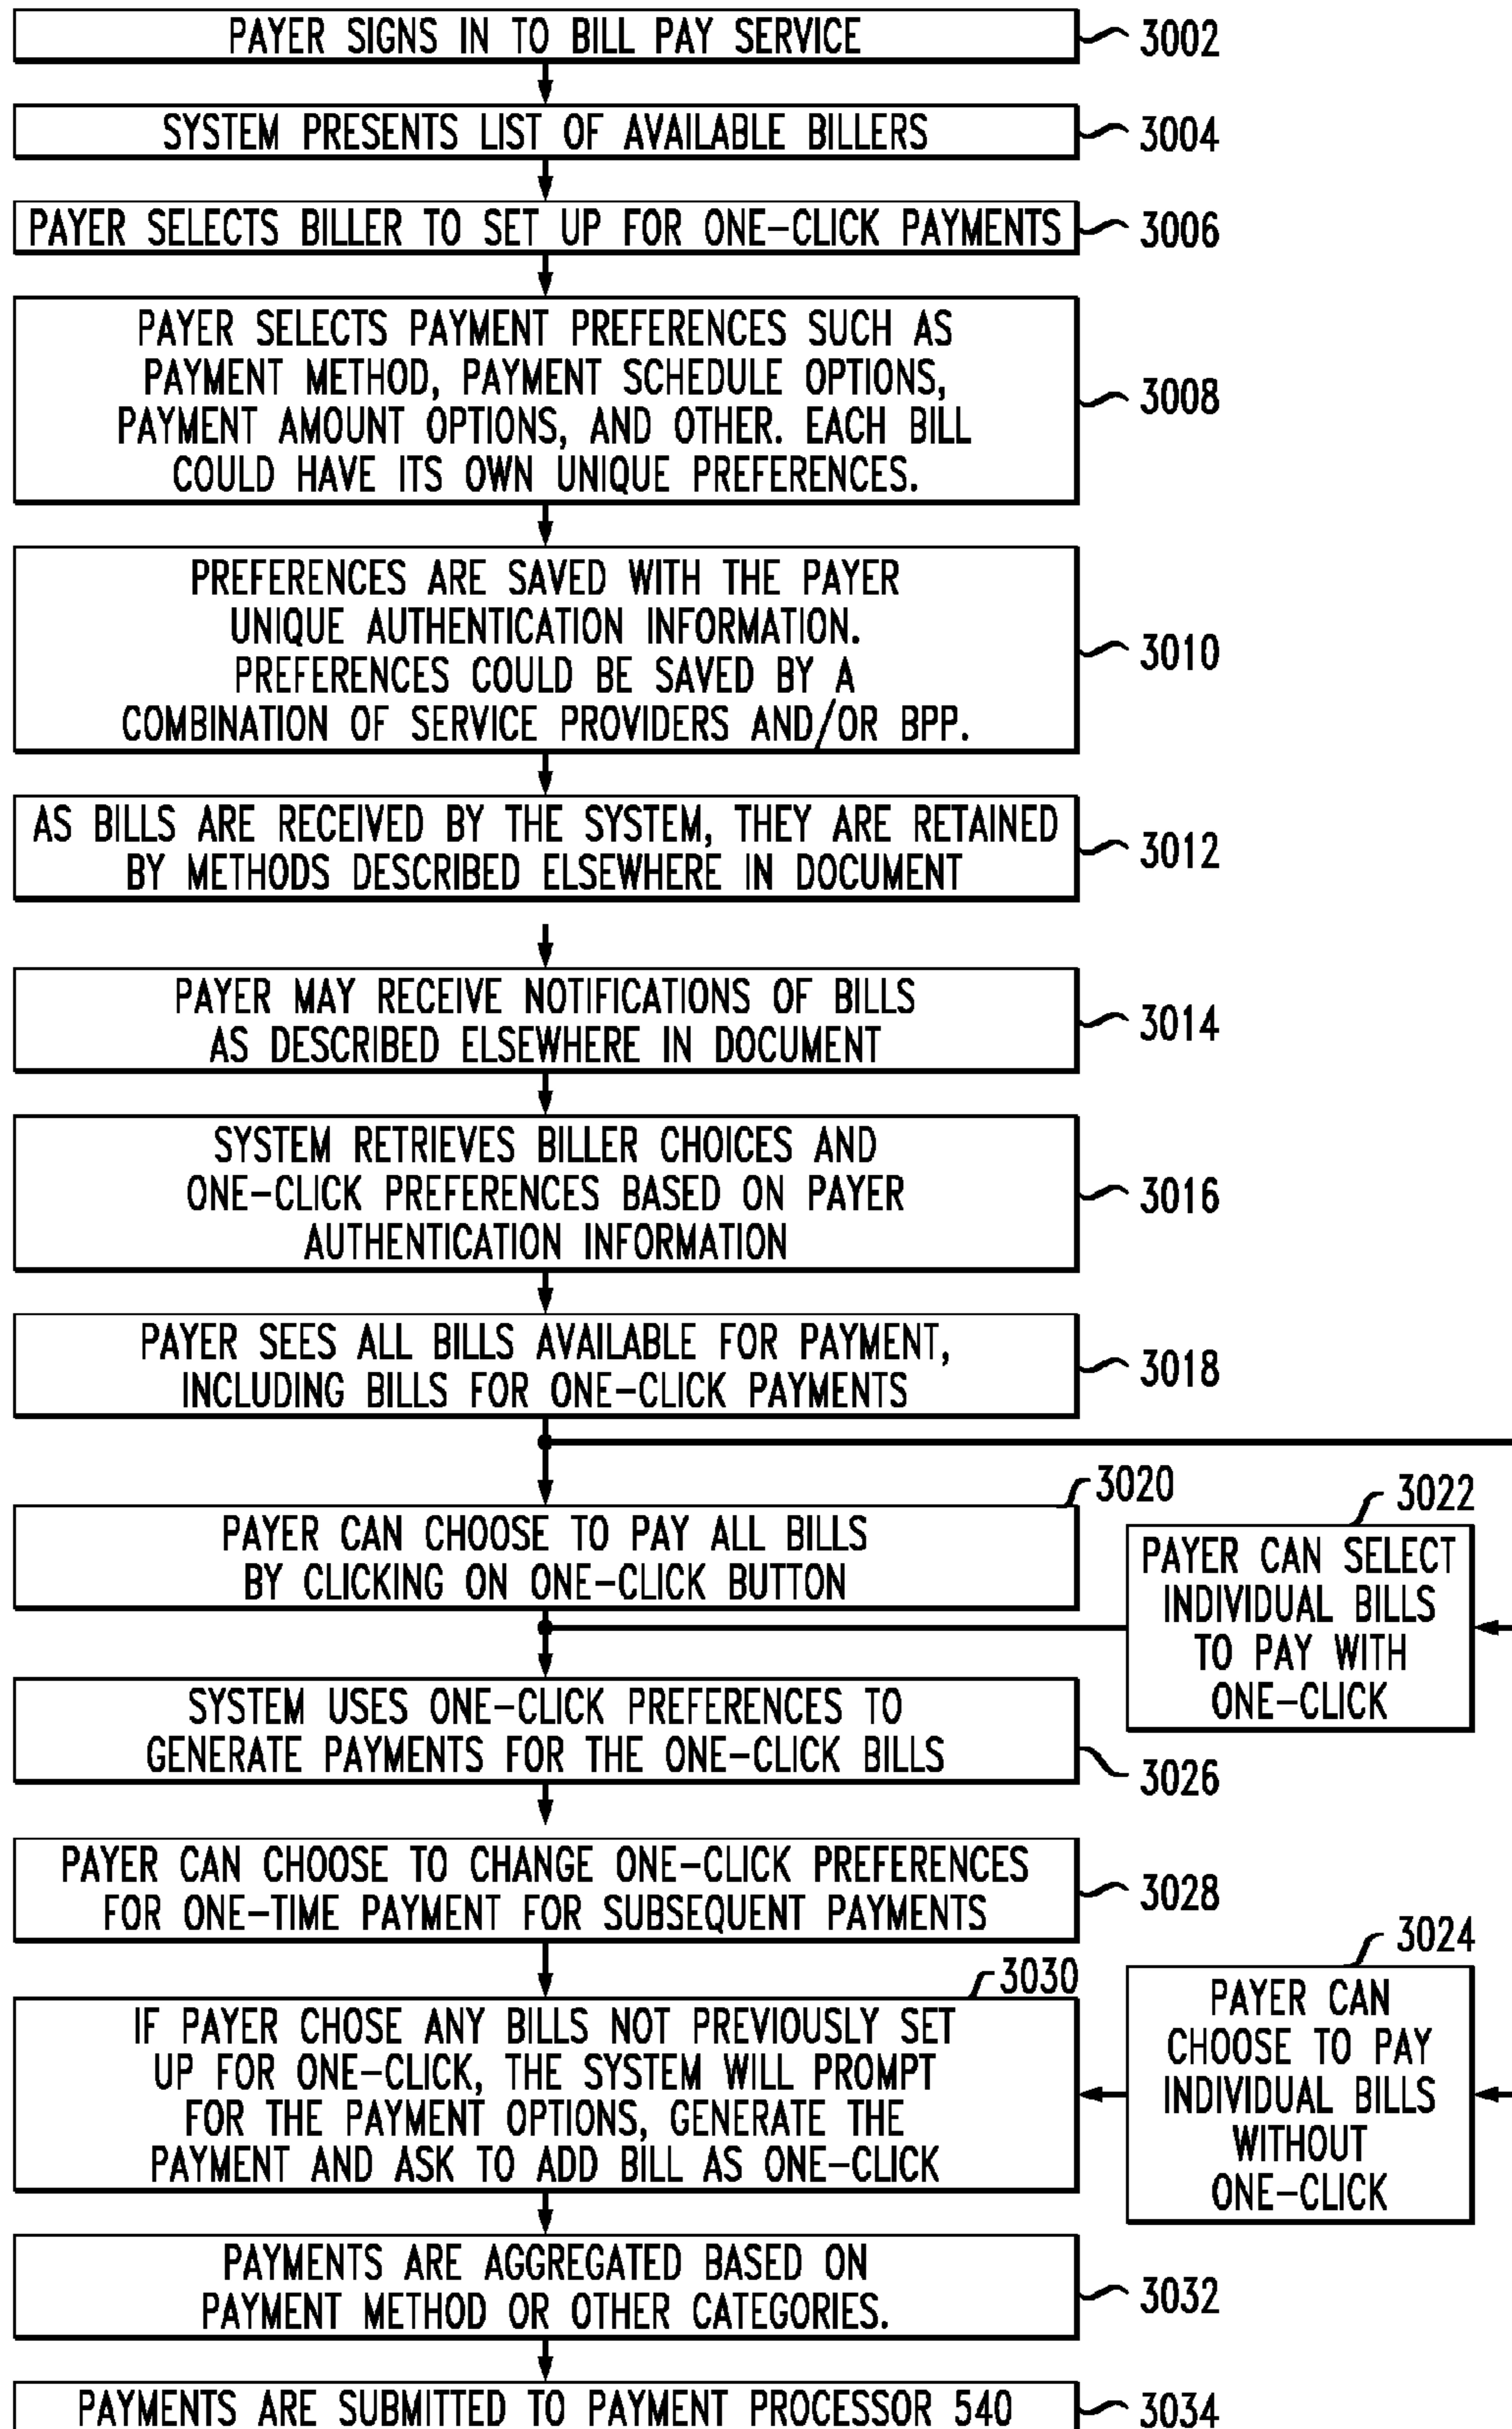 PAYER SIGNS IN TO BILL PAY SERVICE
3002
SYSTEM PRESENTS LIST OF AVAILABLE BILLERS
3004
PAYER SELECTS BILLER TO SET UP FOR ONE-CLICK PAYMENTS
3006
PAYER SELECTS PAYMENT PREFERENCES SUCH AS
PAYMENT METHOD, PAYMENT SCHEDULE OPTIONS,
PAYMENT AMOUNT OPTIONS, AND OTHER. EACH BILL
COULD HAVE ITS OWN UNIQUE PREFERENCES.
3008
PREFERENCES ARE SAVED WITH THE PAYER
UNIQUE AUTHENTICATION INFORMATION.
PREFERENCES COULD BE SAVED BY A
COMBINATION OF SERVICE PROVIDERS AND/OR BPP.
3010
AS BILLS ARE RECEIVED BY THE SYSTEM, THEY ARE RETAINED
BY METHODS DESCRIBED ELSEWHERE IN DOCUMENT
3012
PAYER MAY RECEIVE NOTIFICATIONS OF BILLS
AS DESCRIBED ELSEWHERE IN DOCUMENT
3014
SYSTEM RETRIEVES BILLER CHOICES AND
ONE-CLICK PREFERENCES BASED ON PAYER
AUTHENTICATION INFORMATION
3016
PAYER SEES ALL BILLS AVAILABLE FOR PAYMENT,
INCLUDING BILLS FOR ONE-CLICK PAYMENTS
3018
3020
PAYER CAN CHOOSE TO PAY ALL BILLS
BY CLICKING ON ONE-CLICK BUTTON
3022
PAYER CAN SELECT
INDIVIDUAL BILLS
TO PAY WITH
ONE-CLICK
SYSTEM USES ONE-CLICK PREFERENCES TO
GENERATE PAYMENTS FOR THE ONE-CLICK BILLS
3026
PAYER CAN CHOOSE TO CHANGE ONE-CLICK PREFERENCES
FOR ONE-TIME PAYMENT FOR SUBSEQUENT PAYMENTS
3028
3030
IF PAYER CHOSE ANY BILLS NOT PREVIOUSLY SET
UP FOR ONE-CLICK, THE SYSTEM WILL PROMPT
FOR THE PAYMENT OPTIONS, GENERATE THE
PAYMENT AND ASK TO ADD BILL AS ONE-CLICK
3024
PAYER CAN
CHOOSE TO PAY
INDIVIDUAL BILLS
WITHOUT
ONE-CLICK
PAYMENTS ARE AGGREGATED BASED ON
PAYMENT METHOD OR OTHER CATEGORIES.
3032
PAYMENTS ARE SUBMITTED TO PAYMENT PROCESSOR 540
3034